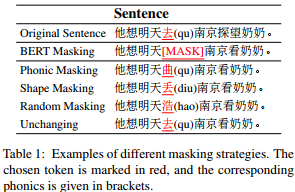 Sentence
Original Sentence 他想明天去(qu)南京探望奶奶。
BERT Masking 他想明天[MASK]南京看奶奶。
Phonic Masking 他想明天曲(qu)南京看奶奶。
Shape Masking 他想明天丢(diu)南京看奶奶。
Random Masking 他想明天浩(hao)南京看奶奶。
Unchanging 他想明天去(qu)南京看奶奶。
Table 1: Examples of different masking strategies. The
chosen token is marked in red, and the corresponding
phonics is given in brackets.